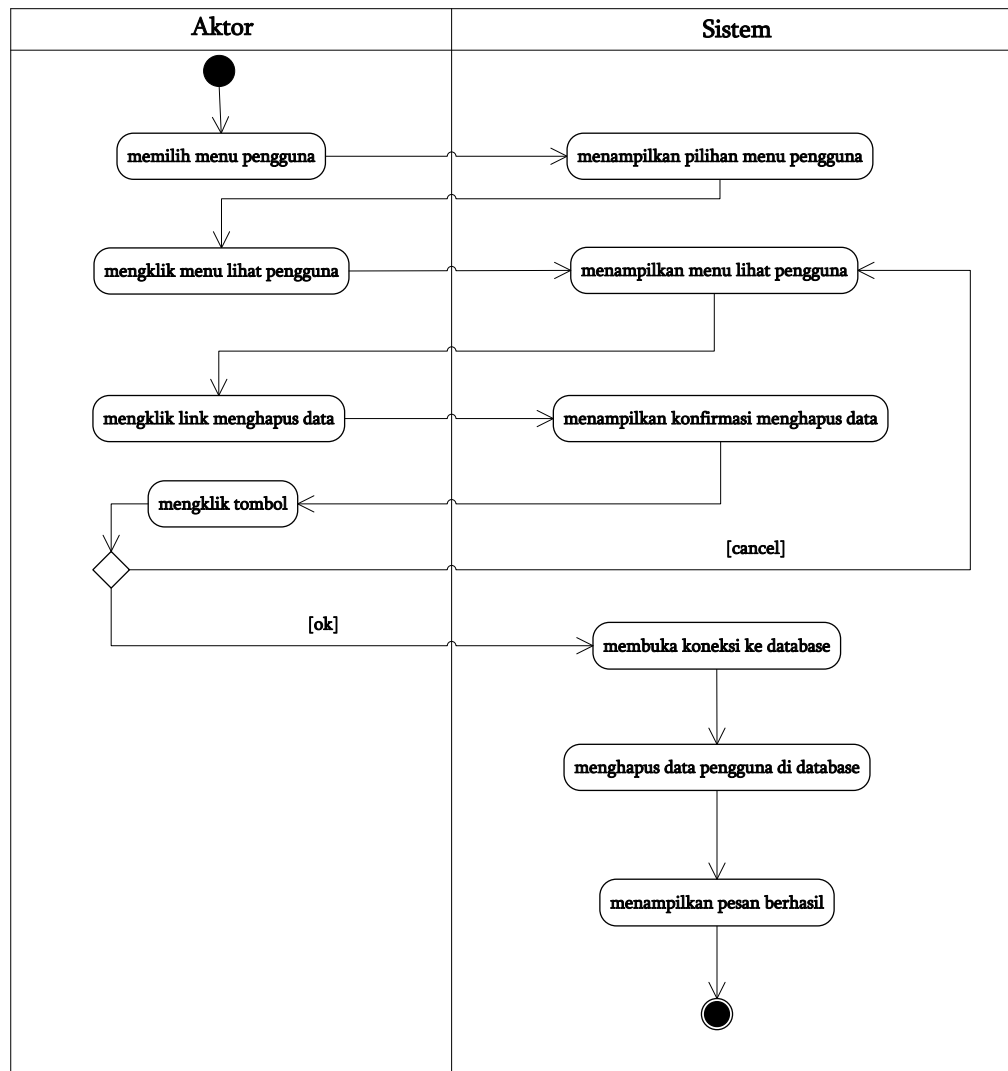 Aktor
Sistem
memilih menu pengguna
menampilkan pilihan menu pengguna
mengklik menu lihat pengguna
menampilkan menu lihat pengguna
mengklik link menghapus data
menampilkan konfirmasi menghapus data
mengklik tombol
[cancel]
[ok]
membuka koneksi ke database
menghapus data pengguna di database
menampilkan pesan berhasil